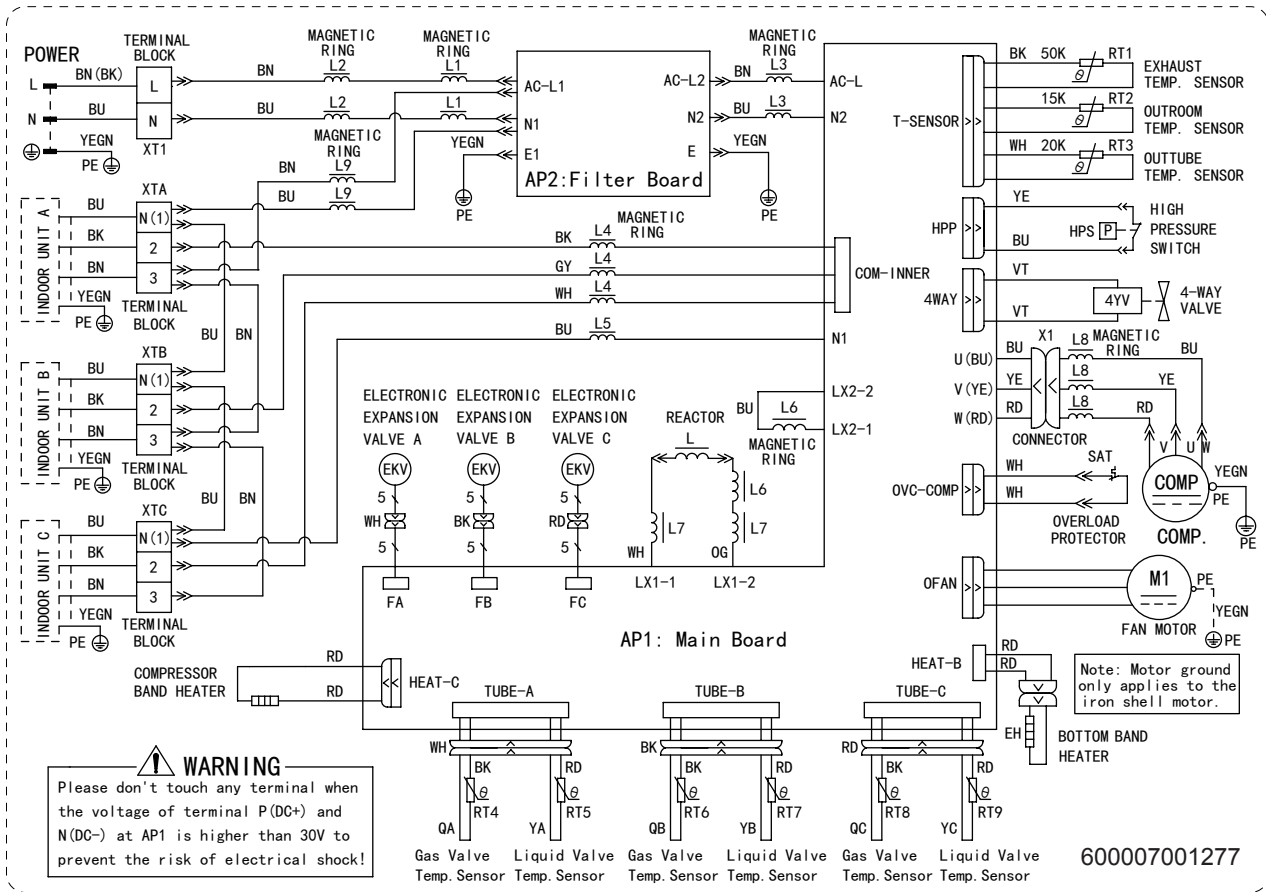 POWER
TERMINAL
BLOCK
L
BN(BK)
L
N
BU
N
YEGN
PE
XT1
BN
BU
MAGNETIC
RING
L2
L2
MAGNETIC
RING
L1
L1
MAGNETIC
RING
L9
L9
BN
BU
AC-L1
N1
E1
YEGN
PE
AC-L2
N2
E
AP2:Filter Board
BN
BU
YEGN
PE
MAGNETIC
RING
L3
L3
AC-L
N2
T-SENSOR
BK 50K RT1
EXHAUST
TEMP. SENSOR
15K RT2
OUTROOM
TEMP. SENSOR
WH 20K RT3
OUTTUBE
TEMP. SENSOR
θ
θ
θ
HPP
YE
BU
HPS P
HIGH
PRESSURE
SWITCH
4WAY
VT
VT
4YV
4-WAY
VALVE
INDOOR UNIT A
BU
BK
BN
YEGN
PE
XTA
N(1)
2
3
TERMINAL
BLOCK
BU
BN
INDOOR UNIT B
BU
BK
BN
YEGN
PE
XTB
N(1)
2
3
TERMINAL
BLOCK
BU
BN
INDOOR UNIT C
BU
BK
BN
YEGN
PE
XTC
N(1)
2
3
TERMINAL
BLOCK
MAGNETIC
RING
BK L4
GY L4
WH L4
BU L5
COM-INNER
N1
LX2-2
LX2-1
BU
L6
MAGNETIC
RING
ELECTRONIC
EXPANSION
VALVE A
EKV
5
WH
5
FA
ELECTRONIC
EXPANSION
VALVE B
EKV
5
BK
5
FB
ELECTRONIC
EXPANSION
VALVE C
EKV
5
RD
5
FC
REACTOR
L
L6
L7
L7
WH
OG
LX1-1
LX1-2
U(BU)
V(YE)
W(RD)
BU
YE
RD
X1
CONNECTOR
L8
L8
L8
MAGNETIC
RING
BU
YE
RD
V U W
COMP
YEGN
PE
PE
COMP.
OVC-COMP
WH
WH
SAT
OVERLOAD
PROTECTOR
OFAN
M1
PE
YEGN
PE
FAN MOTOR
AP1: Main Board
COMPRESSOR
BAND HEATER
RD
RD
HEAT-C
HEAT-B
RD
RD
EH
BOTTOM BAND
HEATER
Note: Motor ground
only applies to the
iron shell motor.
TUBE-A
WH
BK
RD
θ
θ
RT4
RT5
QA
YA
Gas Valve
Temp. Sensor
Liquid Valve
Temp. Sensor
TUBE-B
BK
BK
RD
θ
θ
RT6
RT7
QB
YB
Gas Valve
Temp. Sensor
Liquid Valve
Temp. Sensor
TUBE-C
RD
BK
RD
θ
θ
RT8
RT9
QC
YC
Gas Valve
Temp. Sensor
Liquid Valve
Temp. Sensor
WARNING
Please don't touch any terminal when
the voltage of terminal P(DC+) and
N(DC-) at AP1 is higher than 30V to
prevent the risk of electrical shock!
600007001277